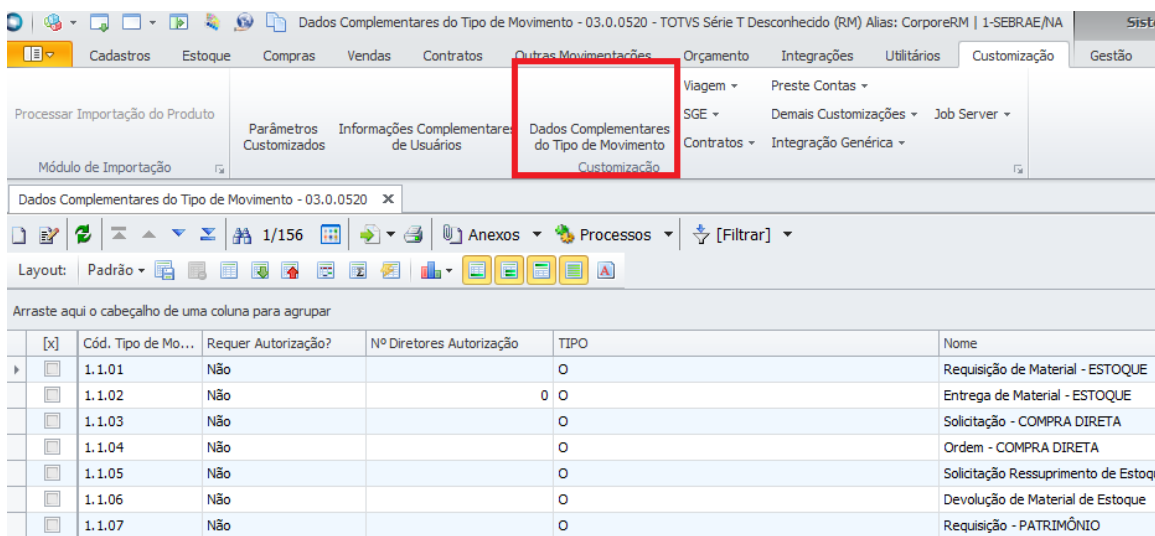 Dados Complementares do Tipo de Movimento - 03.0.0520 - TOTVS Série T Desconhecido (RM) Alias: CorporeRM | 1-SEBRAE/NA
Cadastros Estoque Compras Vendas Contratos Outras Movimentações Orçamento Integrações Utilitários Customização Gestão
Viagem Preste Contas
Processar Importação do Produto SGE Demais Customizações Job Server
Parâmetros Informações Complementares Dados Complementares
Customizados de Usuários do Tipo de Movimento Contratos Integração Genérica
Módulo de Importação Customização
Dados Complementares do Tipo de Movimento - 03.0.0520 X
1/156 Anexos Processos [Filtrar]
Layout: Padrão
Arraste aqui o cabeçalho de uma coluna para agrupar
[x] Cód. Tipo de Mo... Requer Autorização? Nº Diretores Autorização TIPO Nome
1.1.01 Não O Requisição de Material - ESTOQUE
1.1.02 Não 0 O Entrega de Material - ESTOQUE
1.1.03 Não O Solicitação - COMPRA DIRETA
1.1.04 Não O Ordem - COMPRA DIRETA
1.1.05 Não O Solicitação Ressuprimento de
1.1.06 Não O Devolução de Material de Estoque
1.1.07 Não O Requisição - PATRIMÔNIO